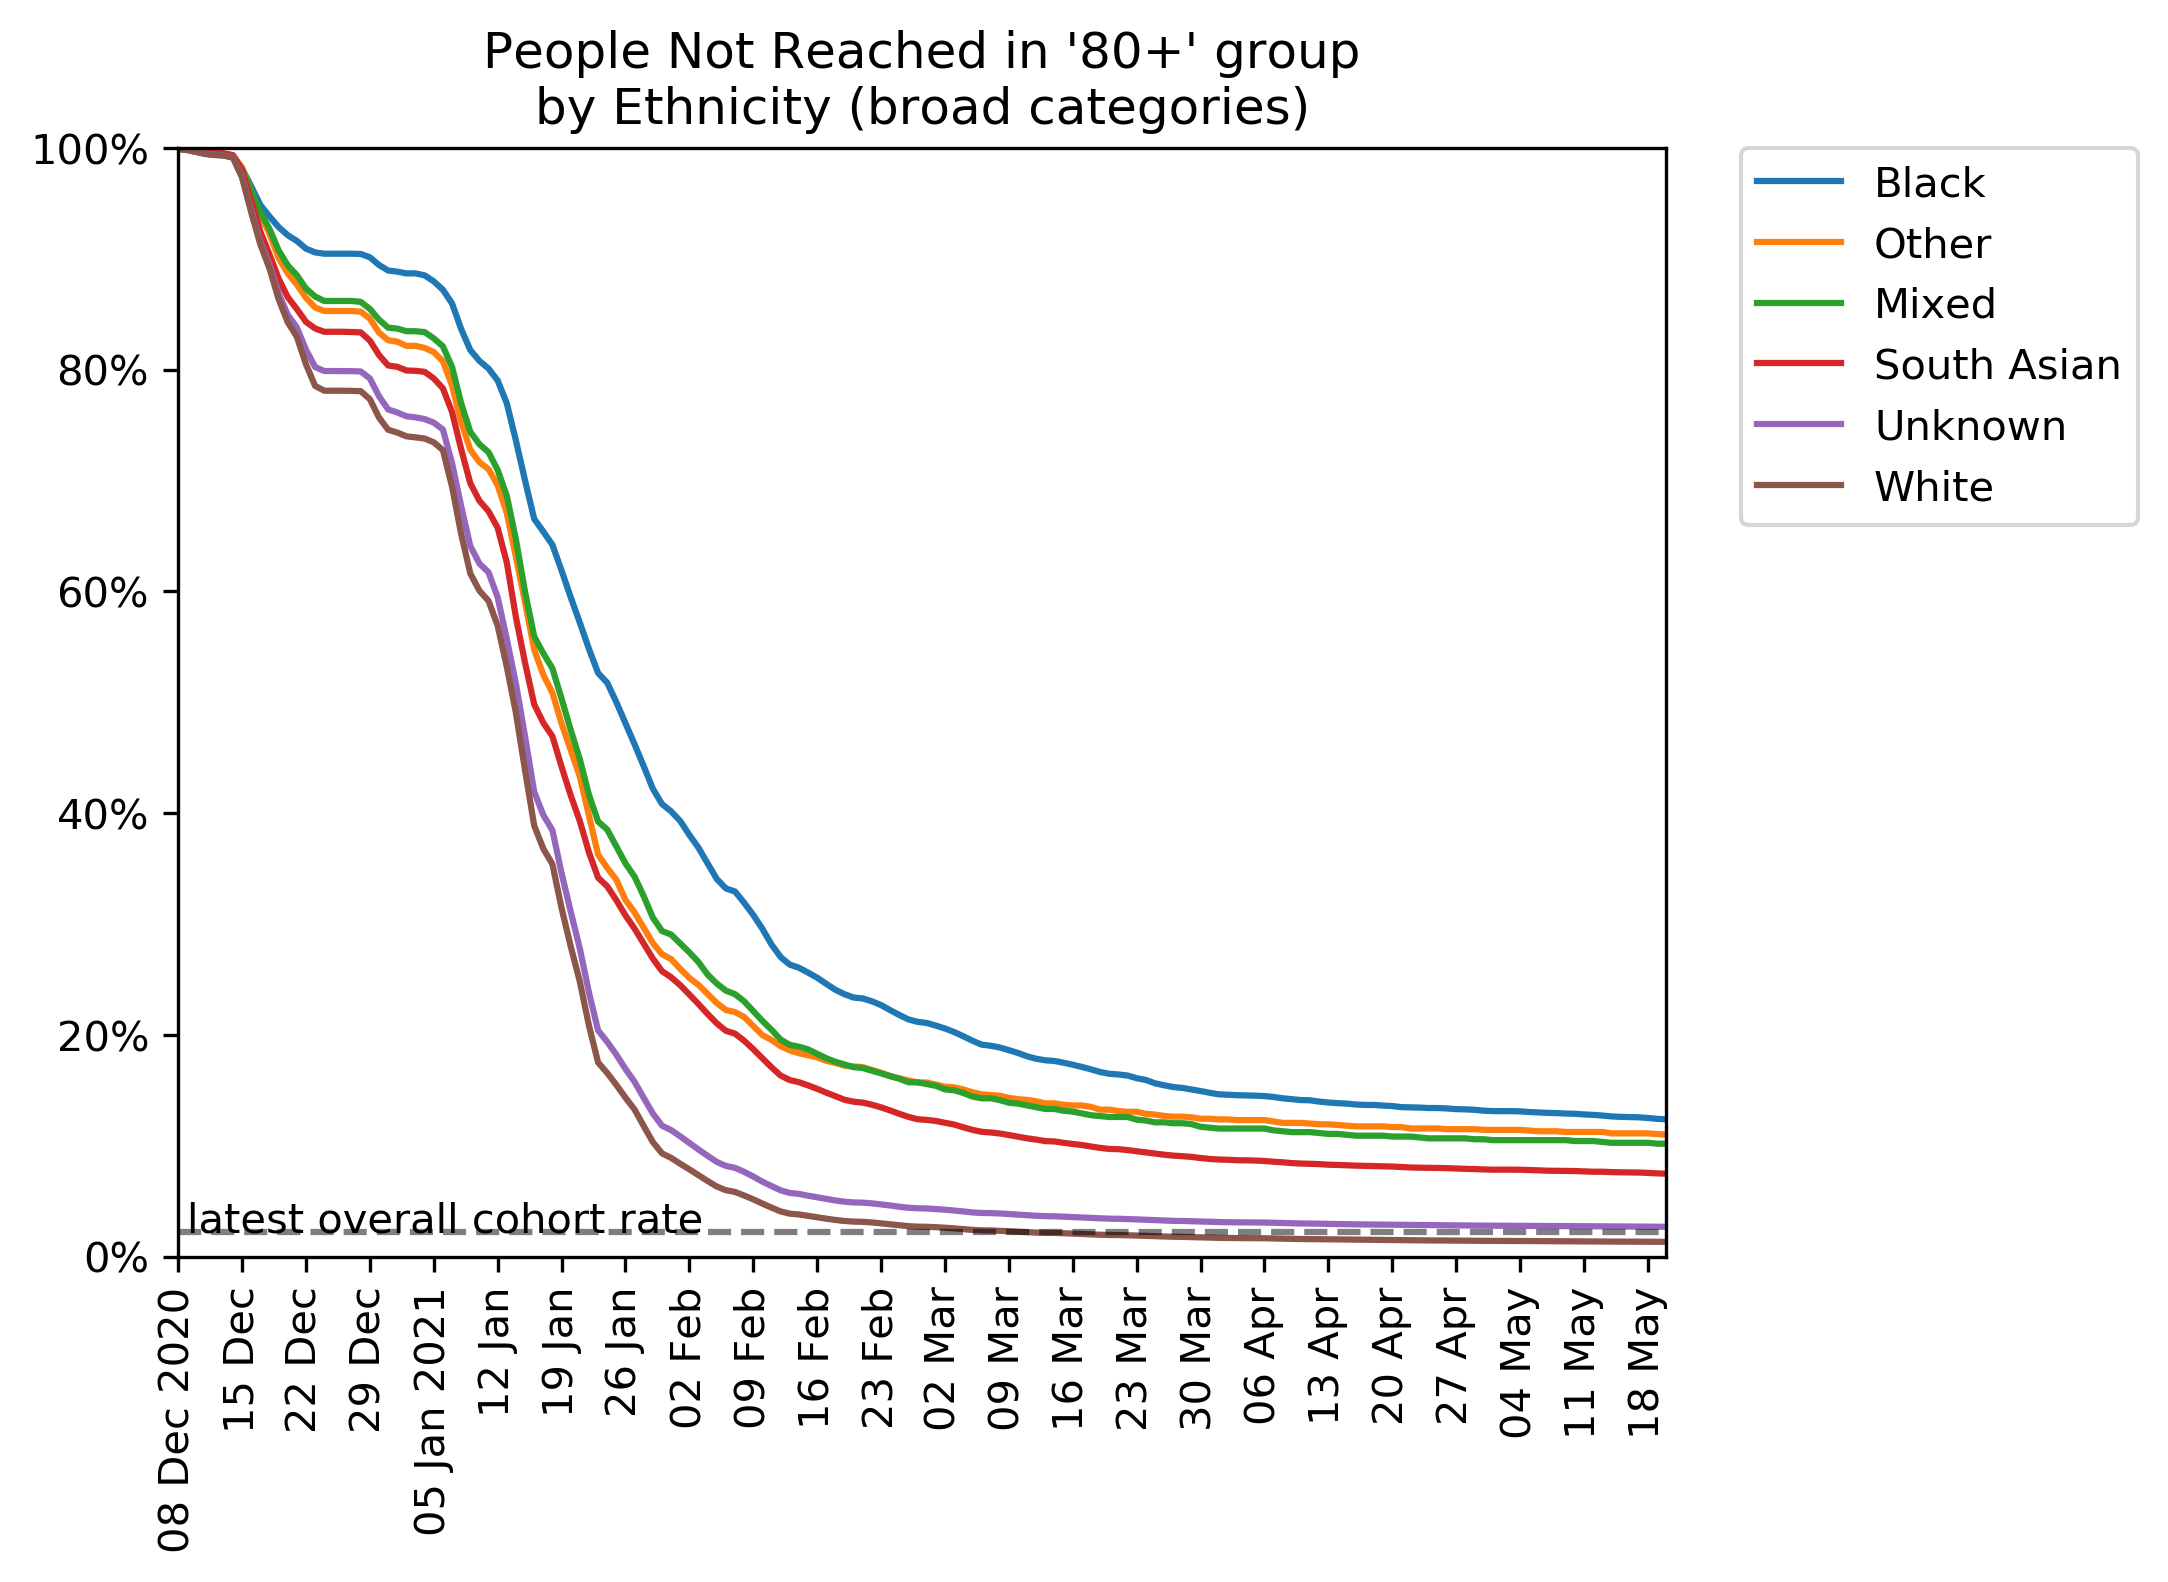 People Not Reached in '80+' group
by Ethnicity (broad categories)
100%
80%
60%
40%
20%
0%
latest overall cohort rate
08 Dec 2020
15 Dec
22 Dec
29 Dec
05 Jan 2021
12 Jan
19 Jan
26 Jan
02 Feb
09 Feb
16 Feb
23 Feb
02 Mar
09 Mar
16 Mar
23 Mar
30 Mar
06 Apr
13 Apr
20 Apr
27 Apr
04 May
11 May
18 May
Black
Other
Mixed
South Asian
Unknown
White